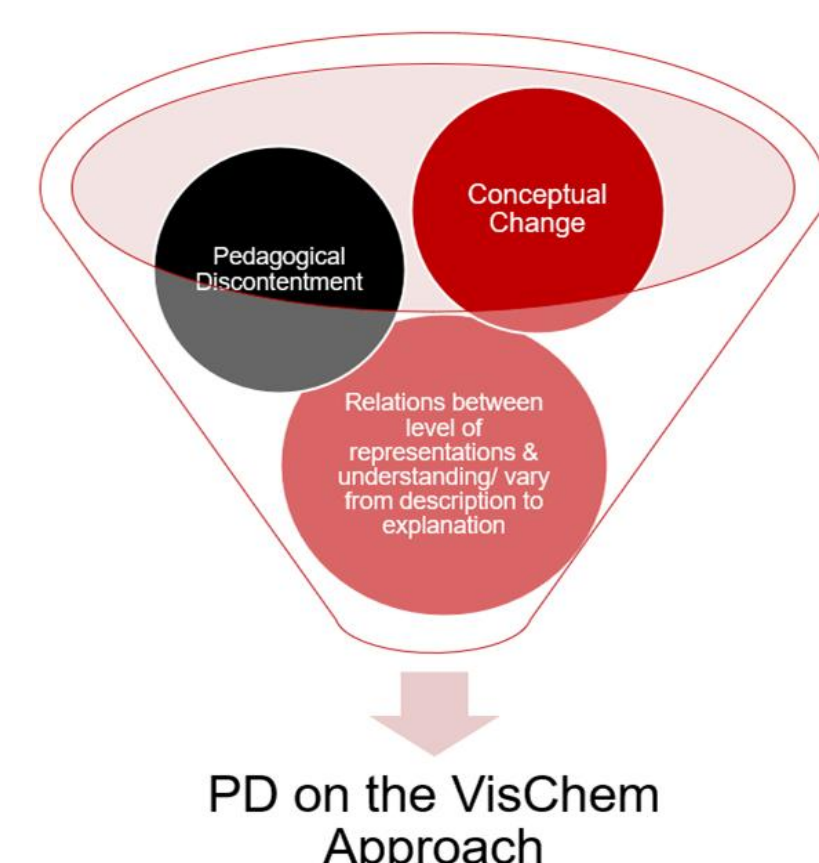 Conceptual
Change
Pedagogical
Discontentment
Relations between
level of
representations &
understanding/ vary
from description to
explanation
PD on the VisChem
Approach